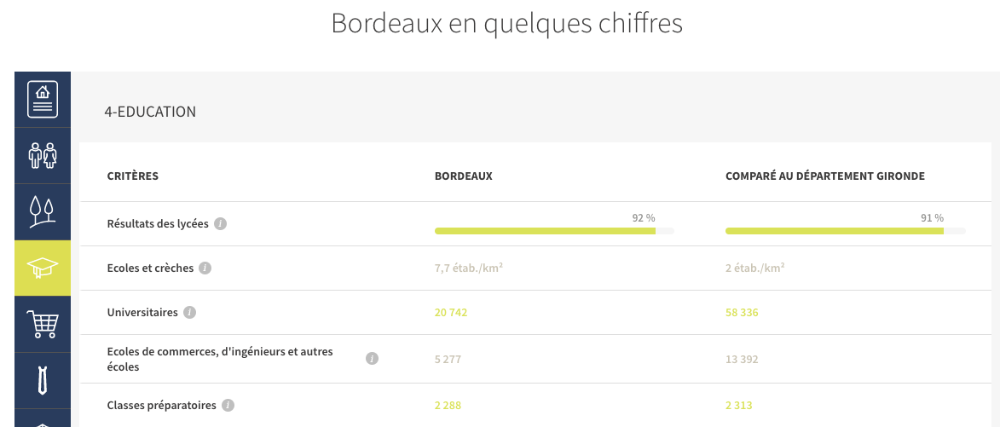 Bordeaux en quelques chiffres
4-EDUCATION
CRITÈRES BORDEAUX COMPARÉ AU DÉPARTEMENT GIRONDE
92 % 91 %
Résultats des lycées i
Ecoles et crèches i 7,7 étab./km² 2 étab./km²
Universitaires i 20 742 58 336
Ecoles de commerces, d'ingénieurs et autres
écoles i 5 277 13 392
Classes préparatoires i 2 288 2 313